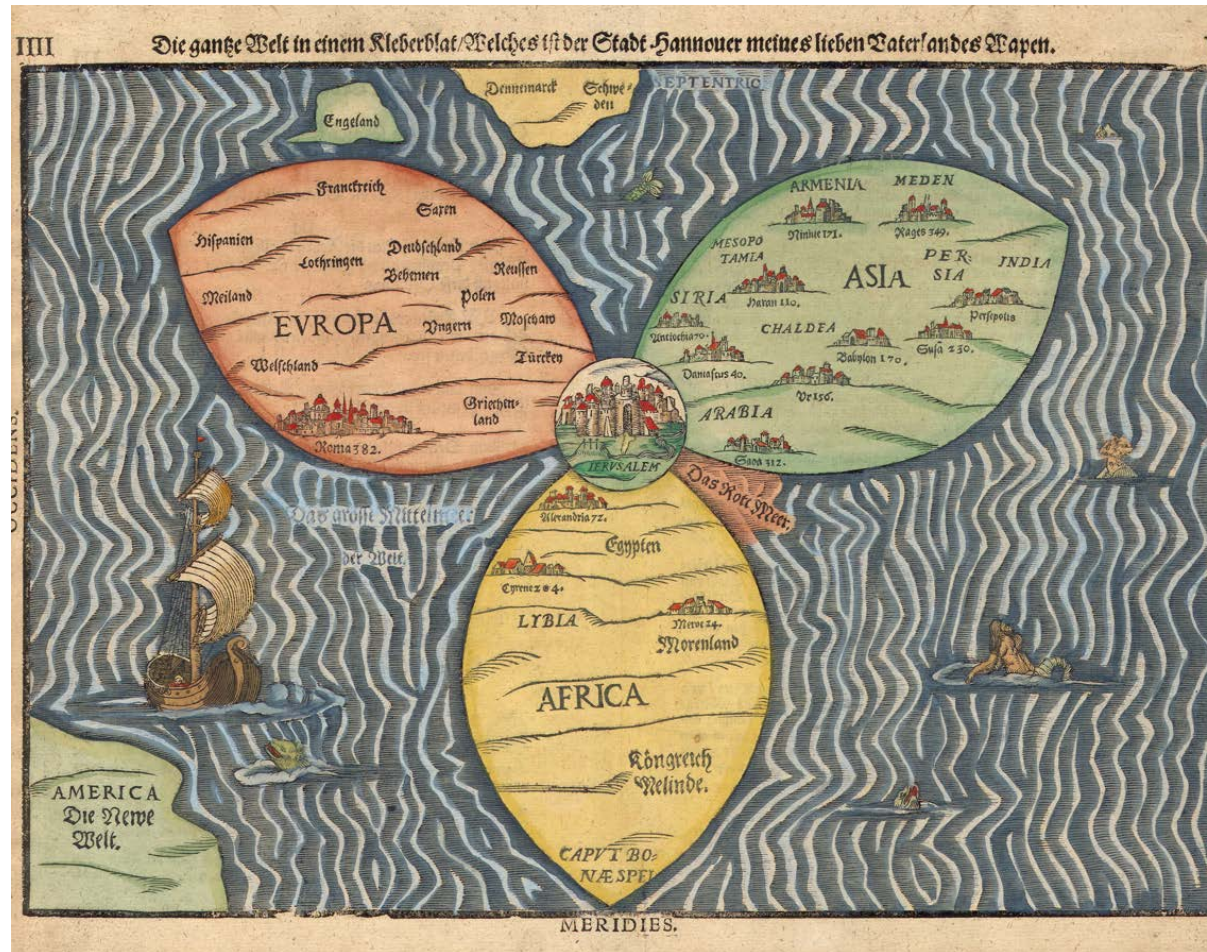 IIII
Die gantze Welt in einem Kleberblat/Welches ist der Stadt Hannouer meines lieben Vaterlandes Wapen.
SEPTENTRIO
Dennmarck
Schwe-
den
Engeland
Franckreich
Saxen
Hispanien
Lothringen
Deudschland
Behemen
Reussen
Meiland
Polen
EVROPA
Vngern
Moschaw
Welschland
Türcken
Griechen-
land
Roma 382.
ARMENIA
MEDEN
Niniue 171.
Rages 349.
MESOPO
TAMIA
PER-
SIA
INDIA
ASIA
Haran 110.
SIRIA
Persepolis
Antiochia 70.
CHALDEA
Babylon 170.
Susa 230.
Damascus 40.
Vr 156.
ARABIA
Saba 312.
IERVSALEM
Das Rote Meer.
OCCIDENS.
Das grosse Mittelmeer
der Welt.
Alexandria 72.
Egypten
Cyrene 204.
LYBIA
Meroe 24.
Morenland
AFRICA
Köngreich
Melinde.
CAPVT BO-
NÆ SPEI
AMERICA
Die Newe
Welt.
MERIDIES.